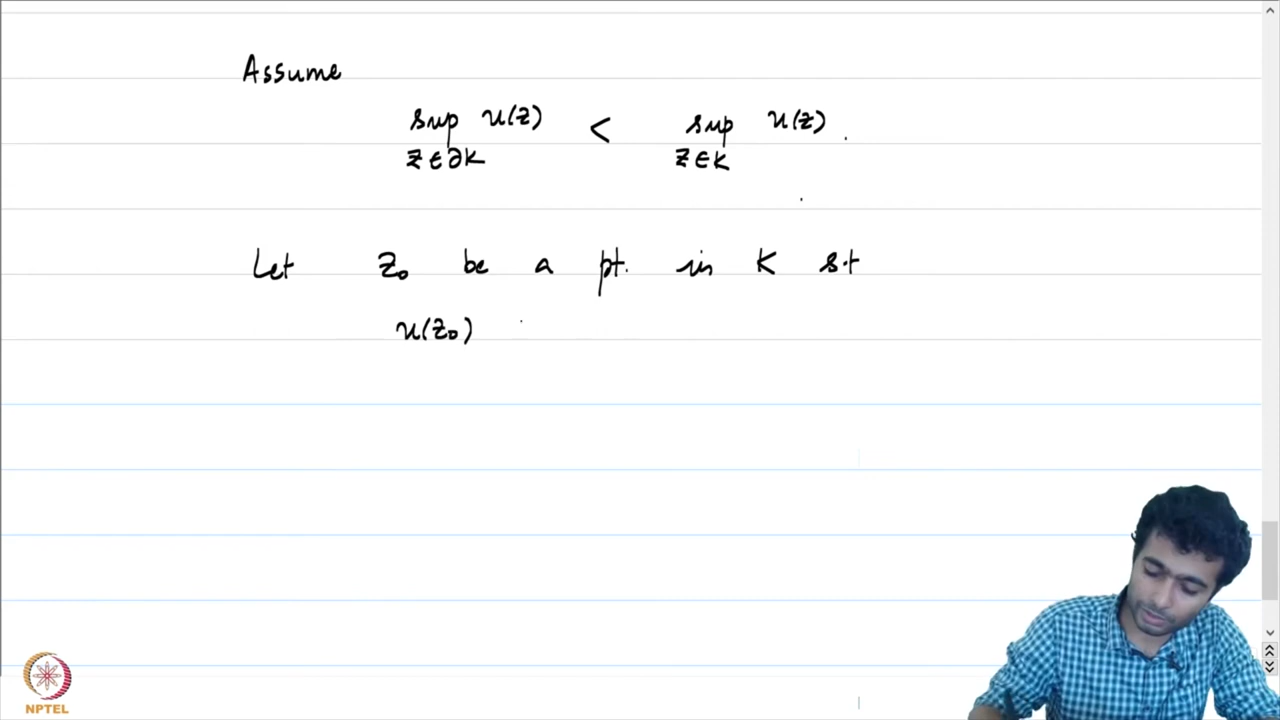 Assume
sup u(z) < sup u(z).
z∈∂K z∈K
Let z₀ be a pt. in K s.t
u(z₀)
NPTEL